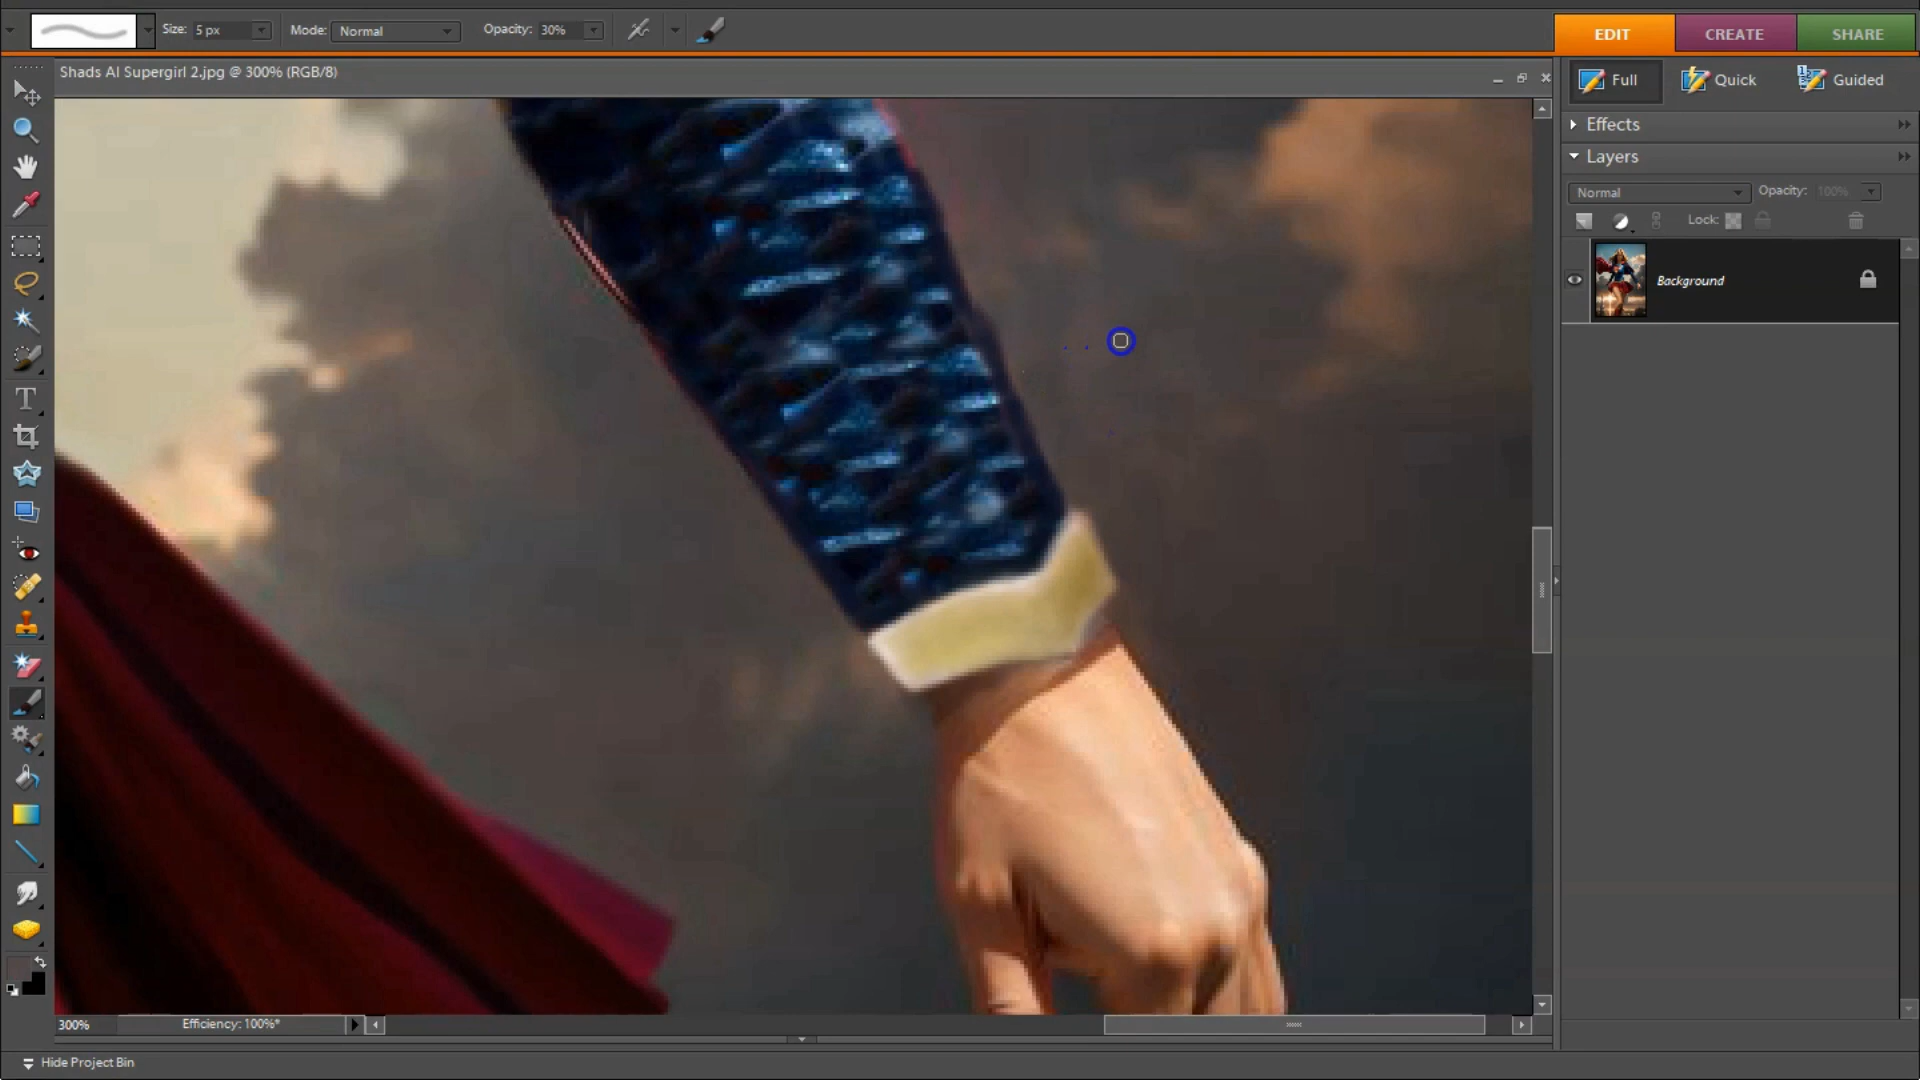 Size: 5 px Mode: Normal Opacity: 30%
EDIT CREATE SHARE
Shads AI Supergirl 2.jpg @ 300% (RGB/8)
Full Quick Guided
Effects
Layers
Normal Opacity: 100%
Lock:
Background
T
300% Efficiency: 100%*
Hide Project Bin